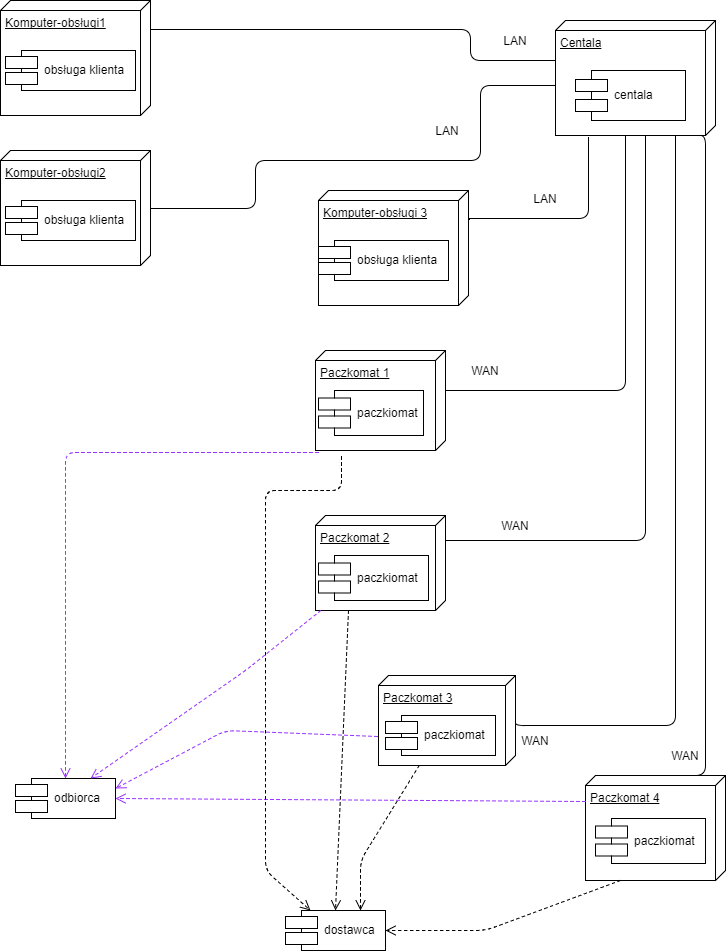 Komputer-obsługi1
obsługa klienta
LAN
Centala
centala
LAN
Komputer-obsługi2
obsługa klienta
LAN
Komputer-obsługi 3
obsługa klienta
Paczkomat 1
paczkiomat
WAN
Paczkomat 2
paczkiomat
WAN
Paczkomat 3
paczkiomat
WAN
WAN
Paczkomat 4
paczkiomat
odbiorca
dostawca